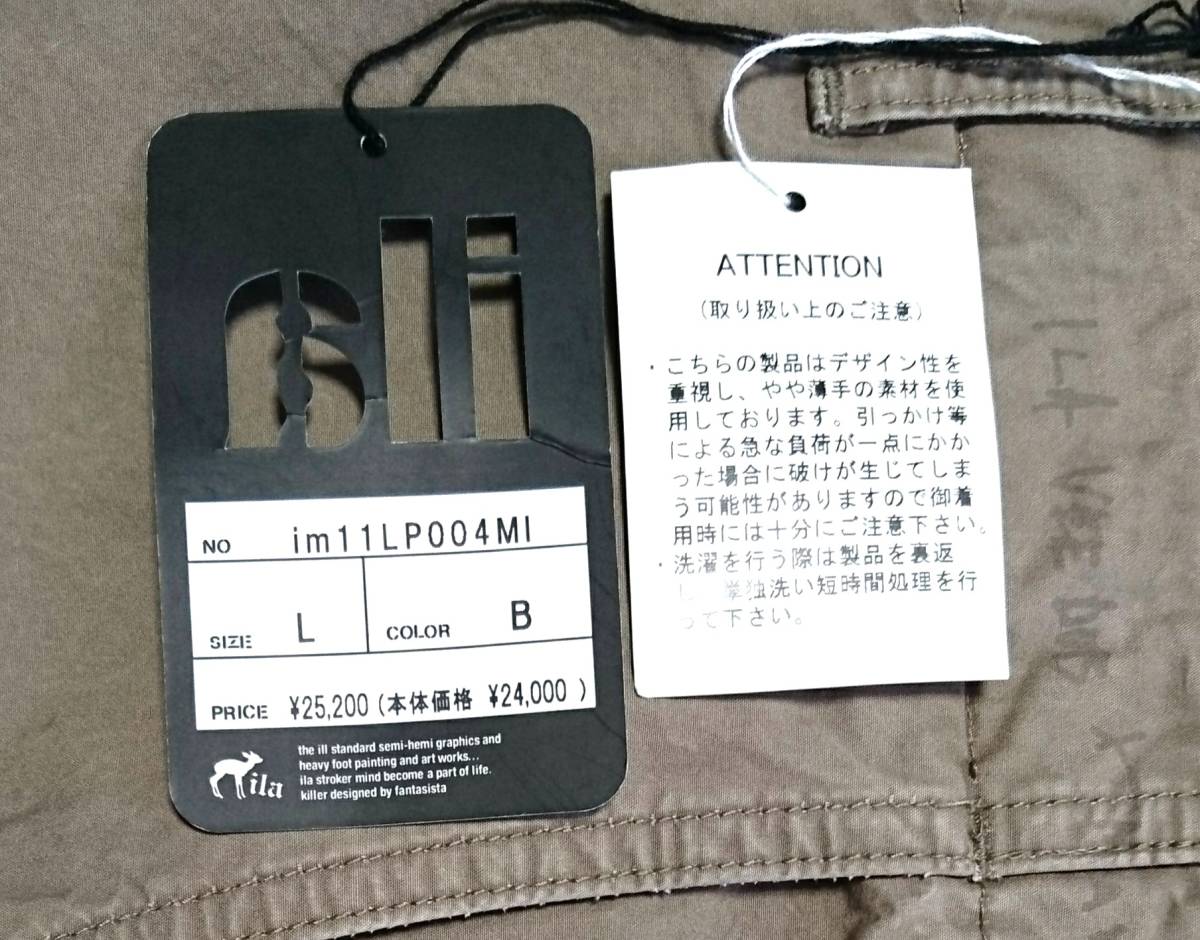 NO im11LP004MI
SIZE L COLOR B
PRICE ¥25,200 (本体価格 ¥24,000 )
ila
the ill standard semi-hemi graphics and
heavy foot painting and art works...
ila stroker mind become a part of life.
killer designed by fantasista
ATTENTION
(取り扱い上のご注意)
・こちらの製品はデザイン性を
重視し、やや薄手の素材を使
用しております。引っかけ等
による急な負荷が一点にかか
った場合に破けが生じてしま
う可能性がありますので御着
用時には十分にご注意下さい。
・洗濯を行う際は製品を裏返
し、単独洗い短時間処理を行
って下さい。